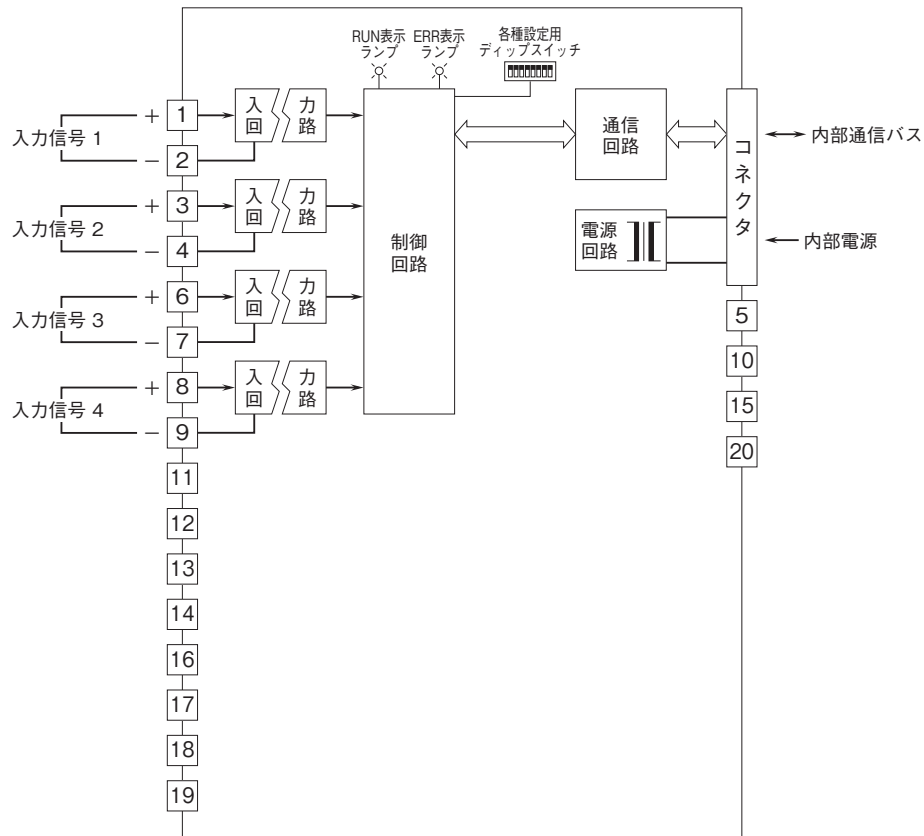 RUN表示
ランプ
ERR表示
ランプ
各種設定用
ディップスイッチ
入力信号 1
+ 1
− 2
入 力
回 路
入力信号 2
+ 3
− 4
入 力
回 路
入力信号 3
+ 6
− 7
入 力
回 路
入力信号 4
+ 8
− 9
入 力
回 路
11
12
13
14
16
17
18
19
制御
回路
通信
回路
電源
回路
コネクタ
内部通信バス
内部電源
5
10
15
20